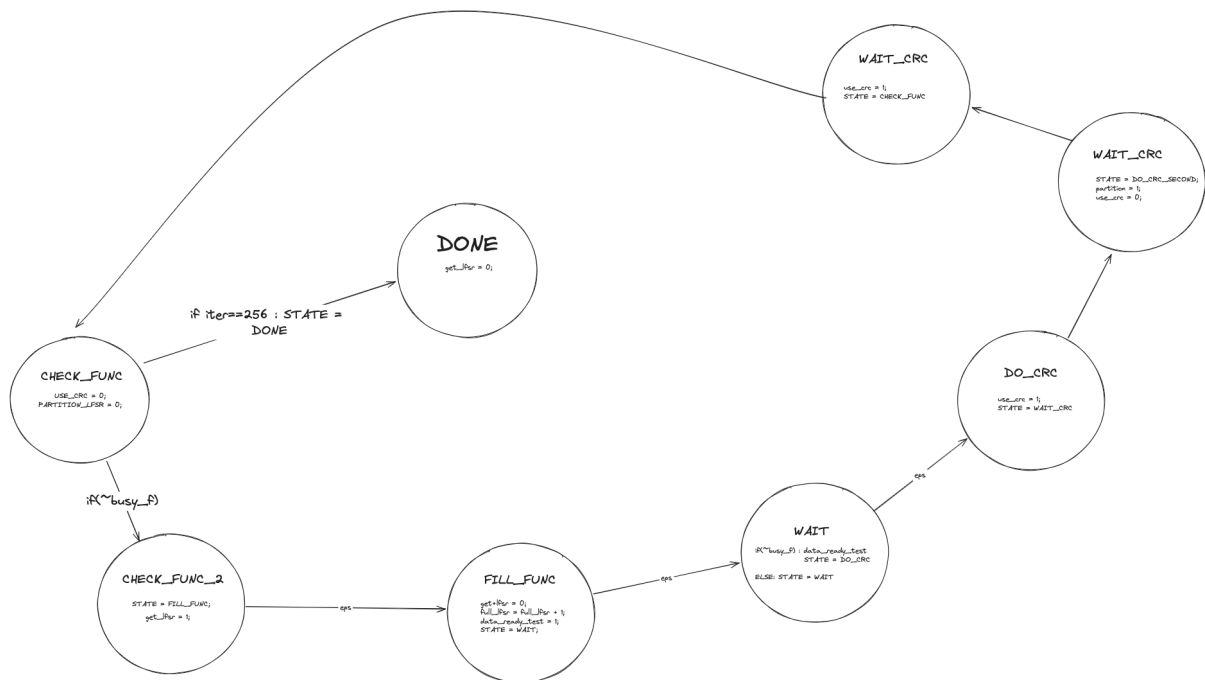 WAIT_CRC
use_crc = 1;
STATE = CHECK_FUNC
WAIT_CRC
STATE = DO_CRC_SECOND;
partition = 1;
use_crc = 0;
DONE
get_lfsr = 0;
if iter==256 : STATE =
DONE
CHECK_FUNC
USE_CRC = 0;
PARTITION_LFSR = 0;
DO_CRC
use_crc = 1;
STATE = WAIT_CRC
if(~busy_f)
eps
WAIT
if(~busy_f) : data_ready_test
STATE = DO_CRC
ELSE: STATE = WAIT
CHECK_FUNC_2
STATE = FILL_FUNC;
get_lfsr = 1;
eps
FILL_FUNC
get+lfsr = 0;
full_lfsr = full_lfsr + 1;
data_ready_test = 1;
STATE = WAIT;
eps